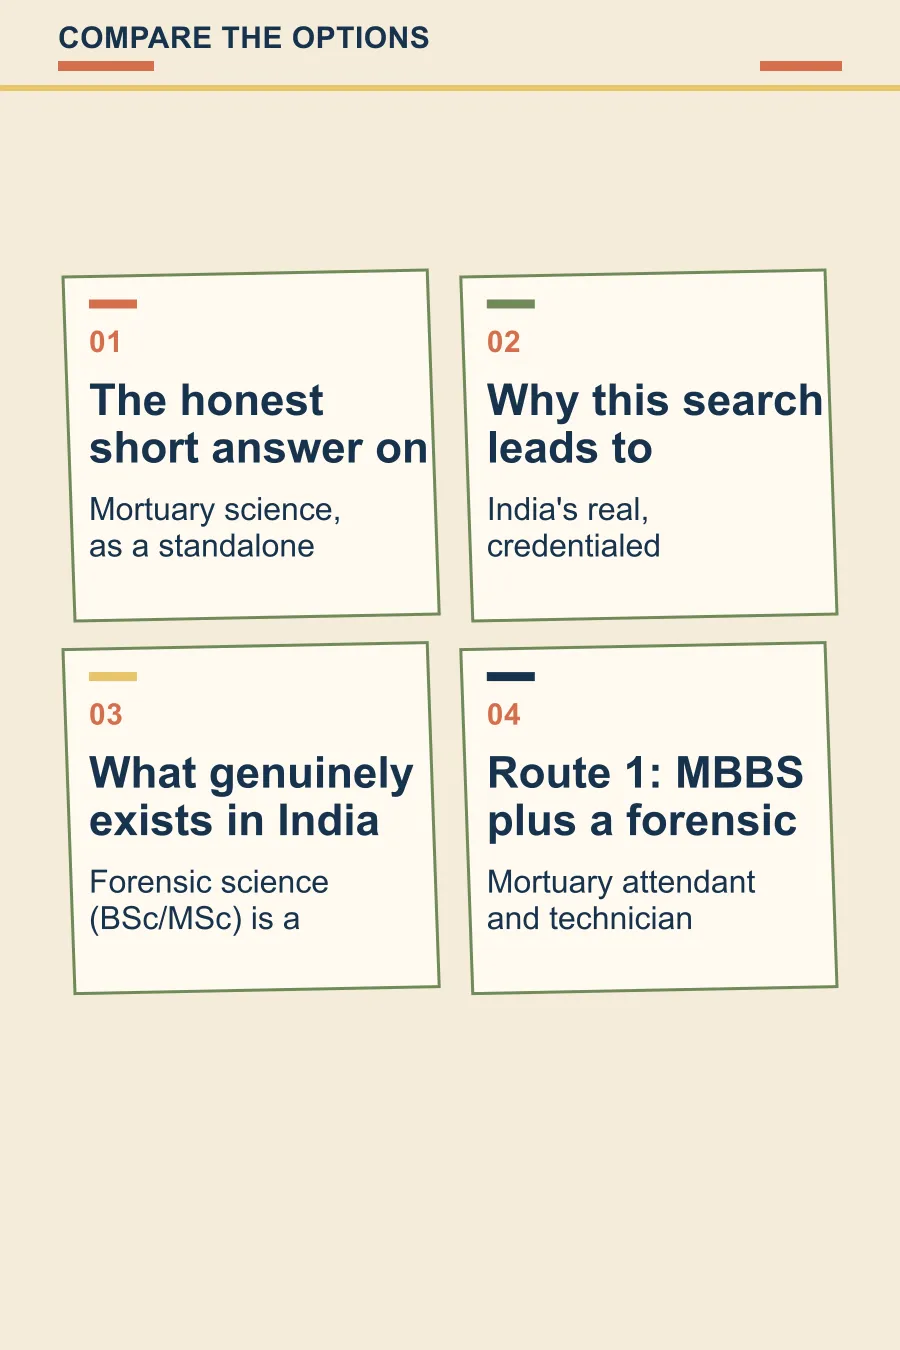 COMPARE THE OPTIONS
01
The honest
short answer on
Mortuary science,
as a standalone
02
Why this search
leads to
India's real,
credentialed
03
What genuinely
exists in India
Forensic science
(BSc/MSc) is a
04
Route 1: MBBS
plus a forensic
Mortuary attendant
and technician